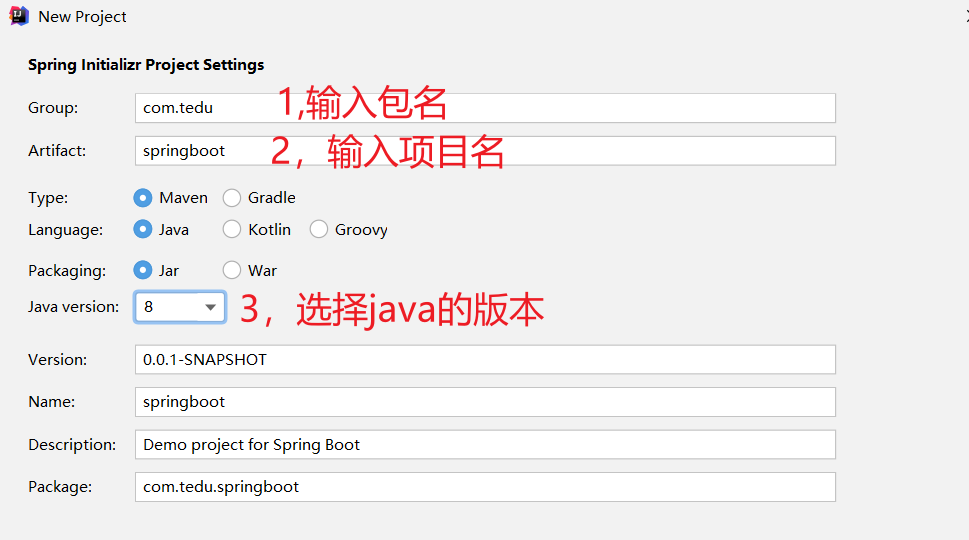 New Project
Spring Initializr Project Settings
Group: com.tedu 1,输入包名
Artifact: springboot 2，输入项目名
Type: Maven Gradle
Language: Java Kotlin Groovy
Packaging: Jar War
Java version: 8 3，选择java的版本
Version: 0.0.1-SNAPSHOT
Name: springboot
Description: Demo project for Spring Boot
Package: com.tedu.springboot